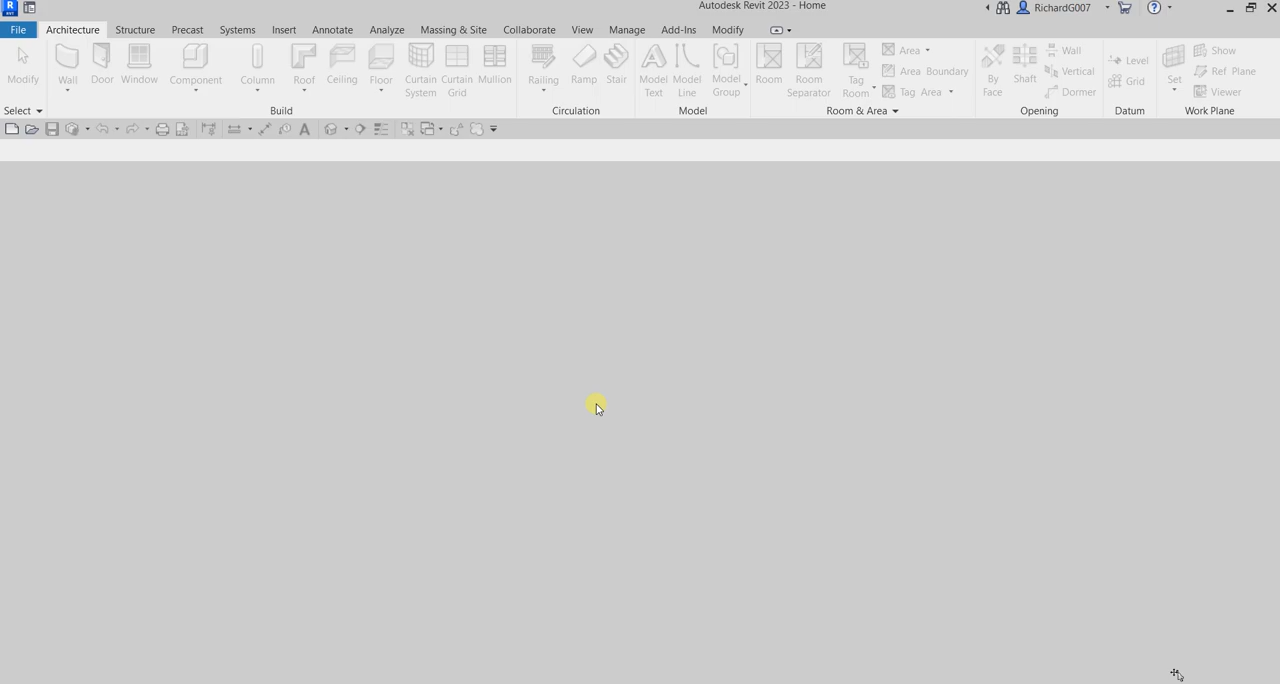 Autodesk Revit 2023 - Home
RichardG007
File Architecture Structure Precast Systems Insert Annotate Analyze Massing & Site Collaborate View Manage Add-Ins Modify
Modify Wall Door Window Component Column Roof Ceiling Floor Curtain System Curtain Grid Mullion Railing Ramp Stair Model Text Model Line Model Group Room Room Separator Tag Room Area Area Boundary Tag Area By Face Shaft Wall Vertical Dormer Level Grid Set Show Ref Plane Viewer
Select Build Circulation Model Room & Area Opening Datum Work Plane